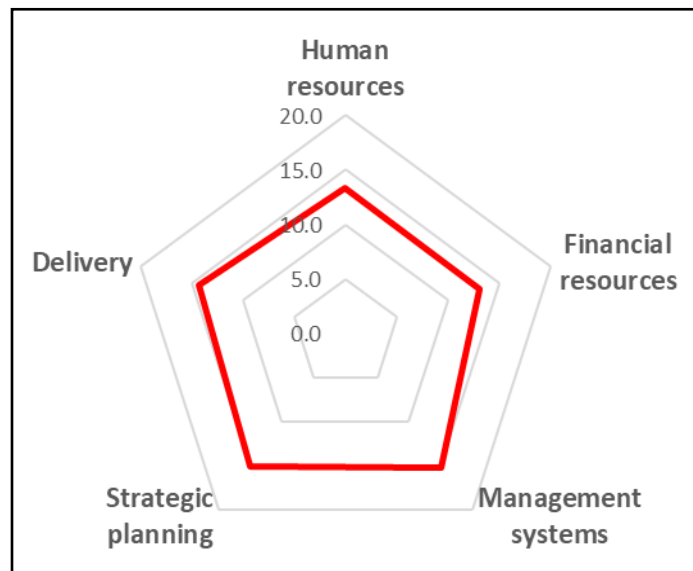 Human
resources
20.0
15.0
10.0
5.0
0.0
Financial
resources
Delivery
Strategic
planning
Management
systems